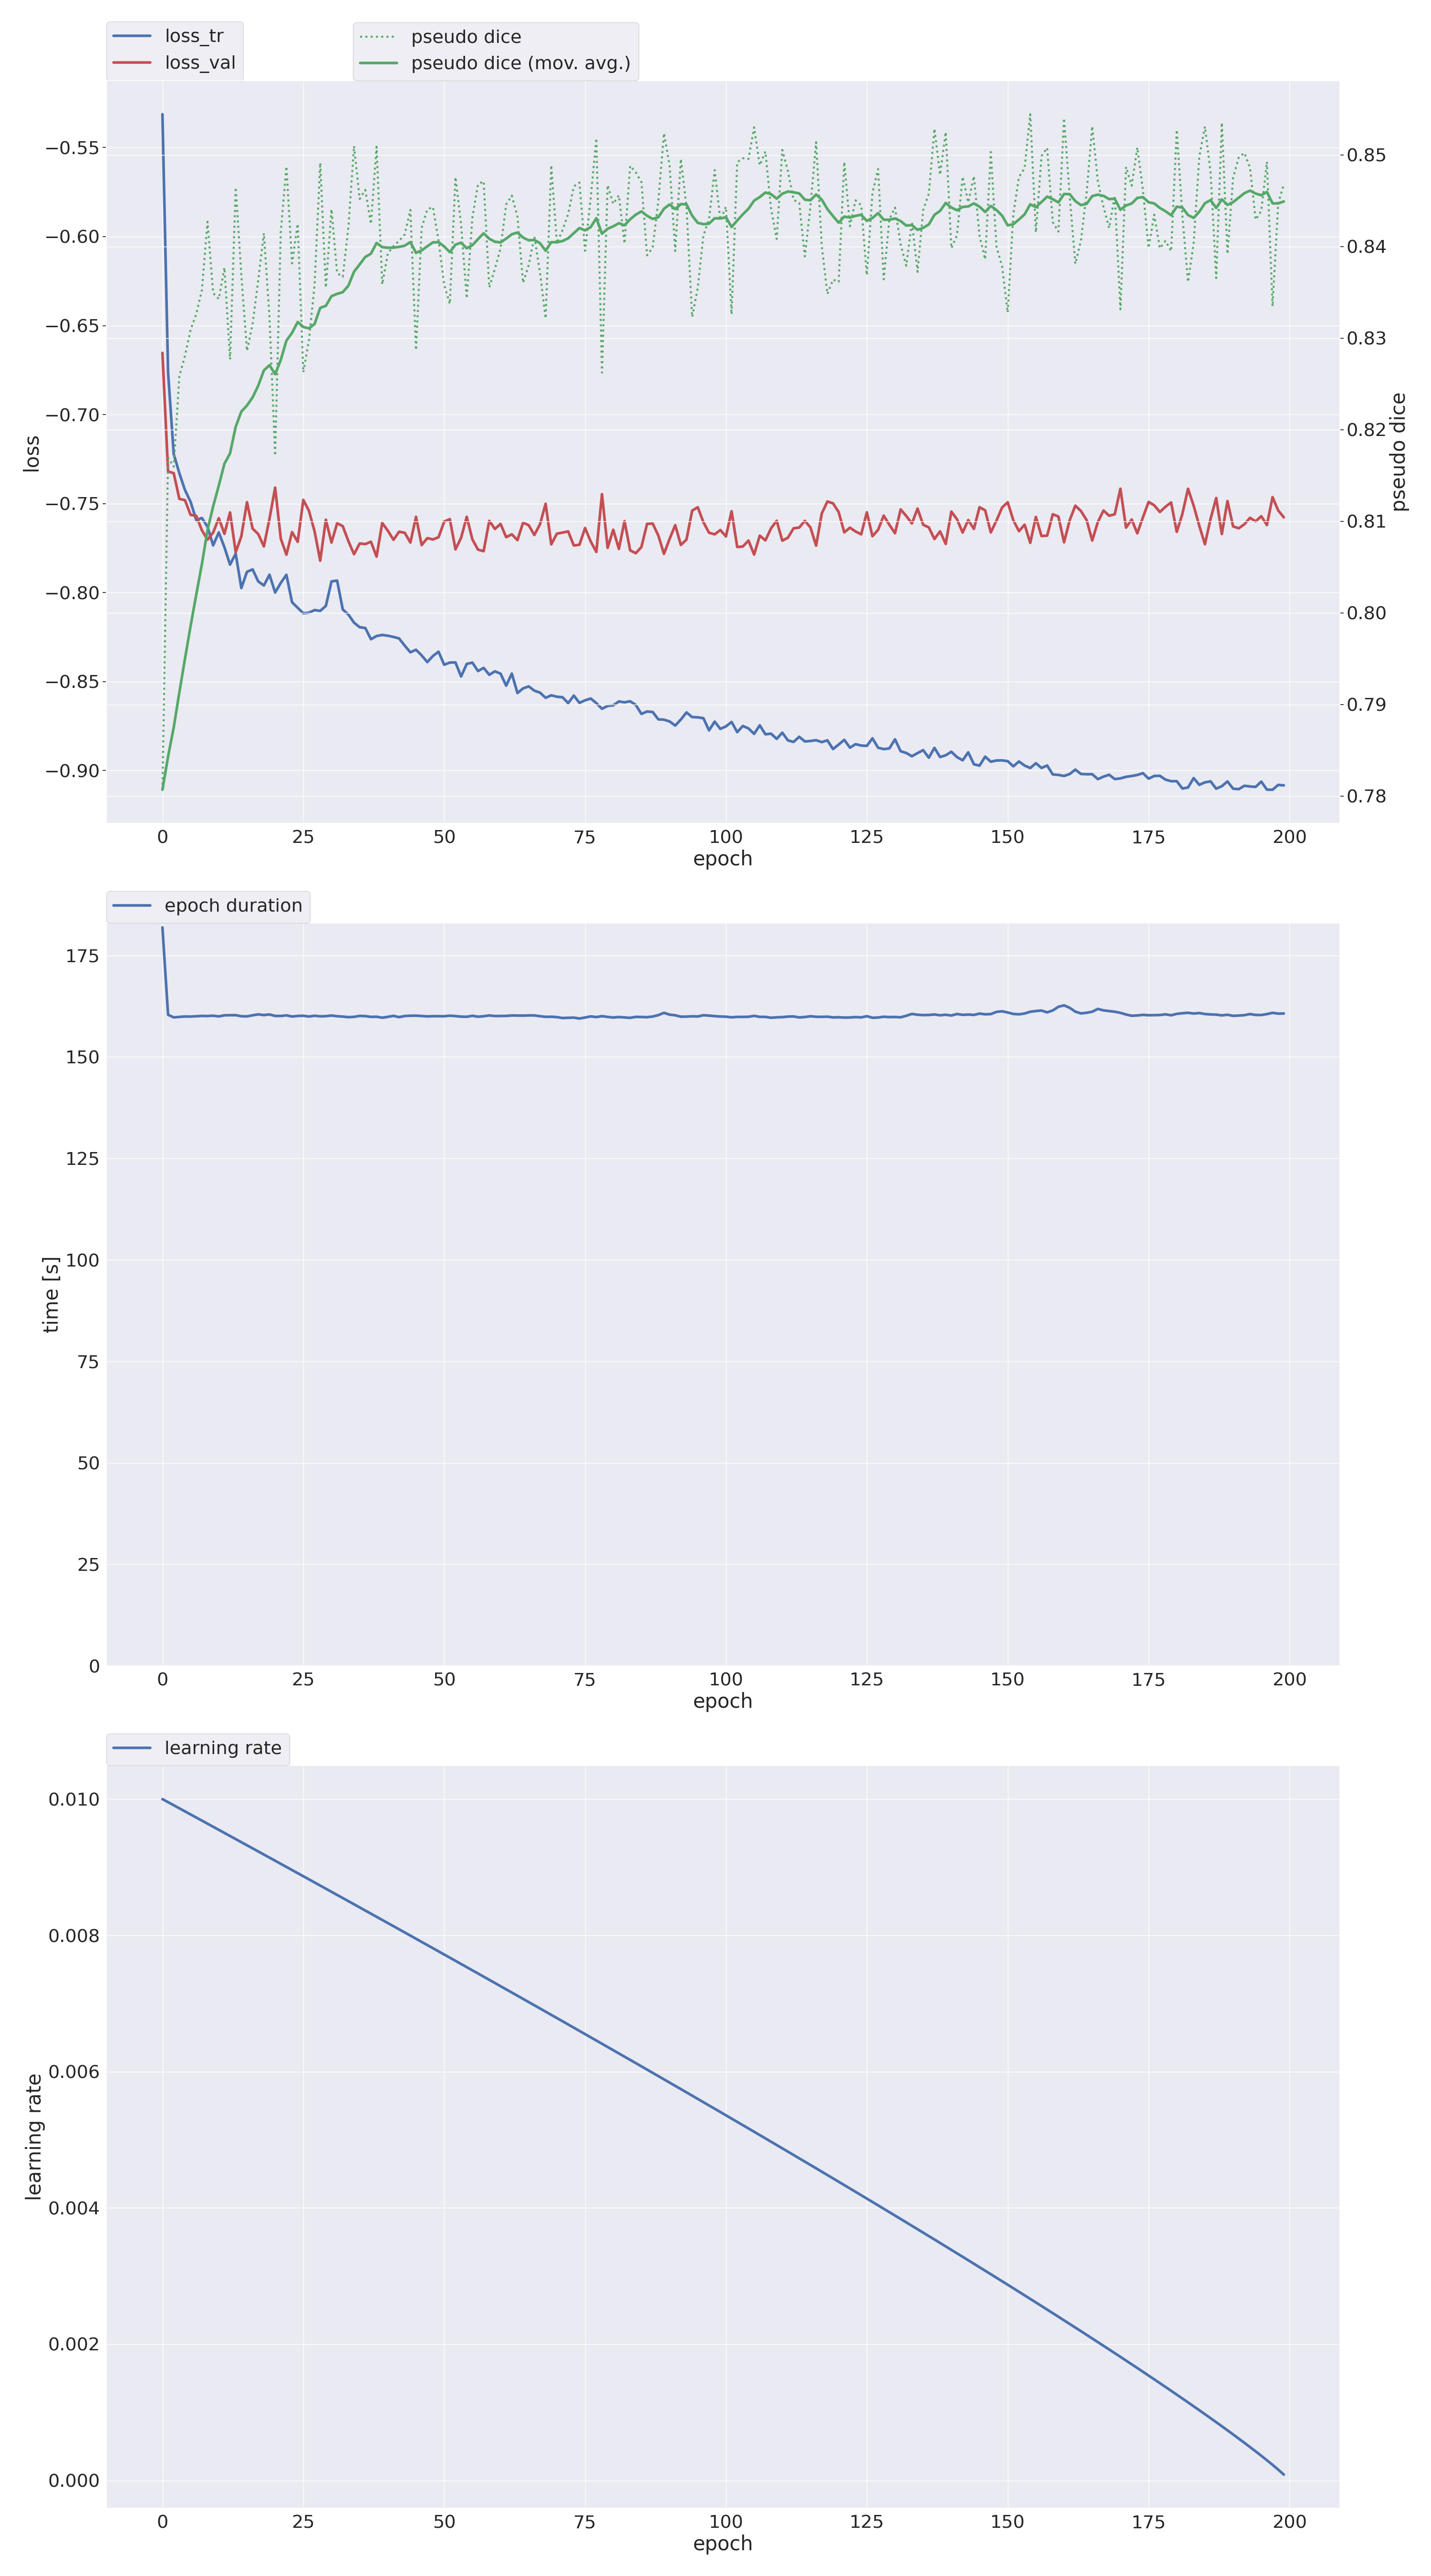 loss_tr
loss_val
pseudo dice
pseudo dice (mov. avg.)
−0.55
−0.60
−0.65
−0.70
−0.75
−0.80
−0.85
−0.90
loss
0.85
0.84
0.83
0.82
0.81
0.80
0.79
0.78
pseudo dice
0 25 50 75 100 125 150 175 200
epoch
epoch duration
175
150
125
100
75
50
25
0
time [s]
0 25 50 75 100 125 150 175 200
epoch
learning rate
0.010
0.008
0.006
0.004
0.002
0.000
learning rate
0 25 50 75 100 125 150 175 200
epoch